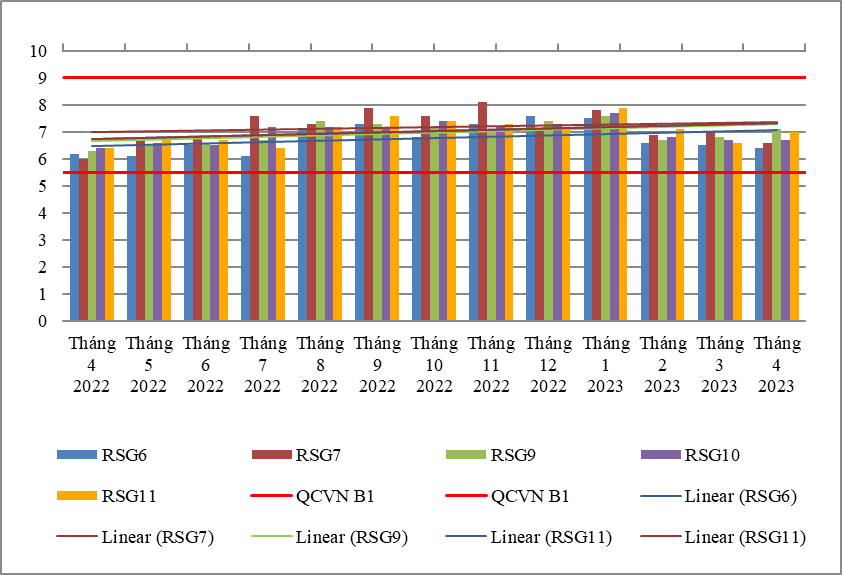 10
9
8
7
6
5
4
3
2
1
0
Tháng Tháng Tháng Tháng Tháng Tháng Tháng Tháng Tháng Tháng Tháng Tháng Tháng
4 5 6 7 8 9 10 11 12 1 2 3 4
2022 2022 2022 2022 2022 2022 2022 2022 2022 2023 2023 2023 2023
RSG6 RSG7 RSG9 RSG10
RSG11 QCVN B1 QCVN B1 Linear (RSG6)
Linear (RSG7) Linear (RSG9) Linear (RSG11) Linear (RSG11)